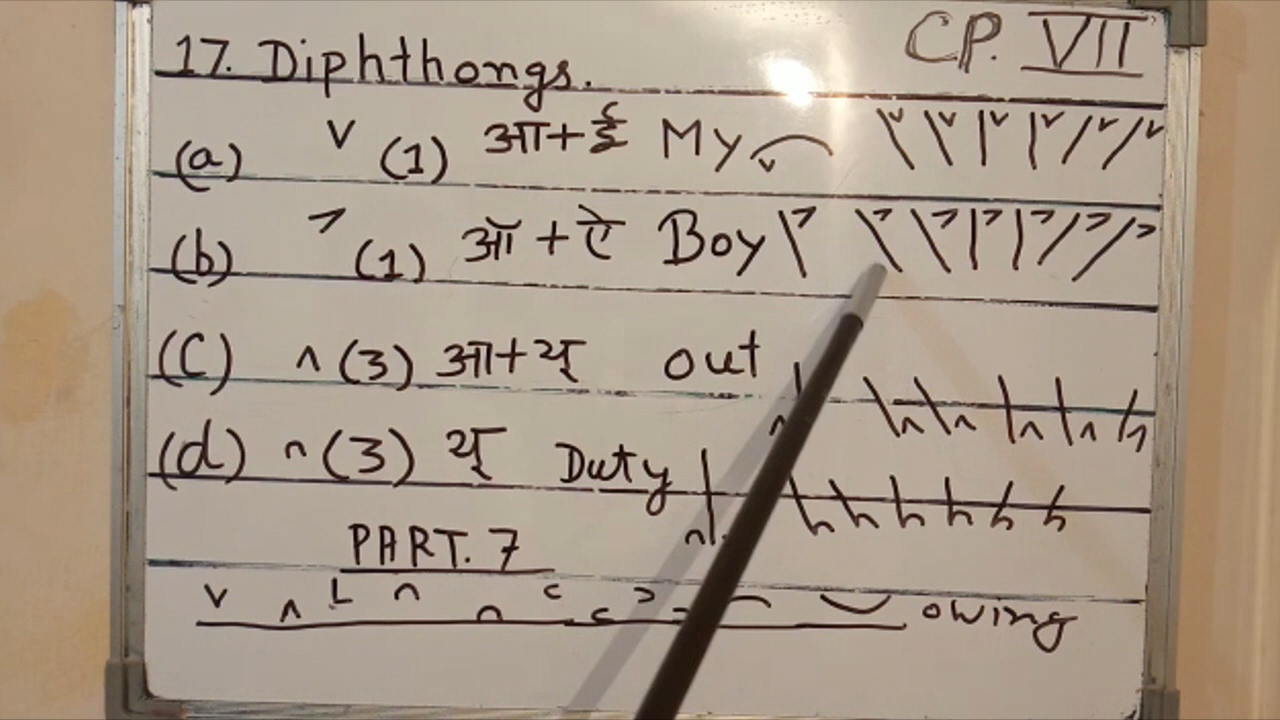 CP. VII
17. Diphthongs.
(a) v (1) आ+ई My
(b) (1) ऑ+ऐ Boy
(C) ʌ (3) आ+यू out
(d) ∩ (3) यू Duty
PART. 7
v ʌ L ∩ ∩ c c ɔ owing